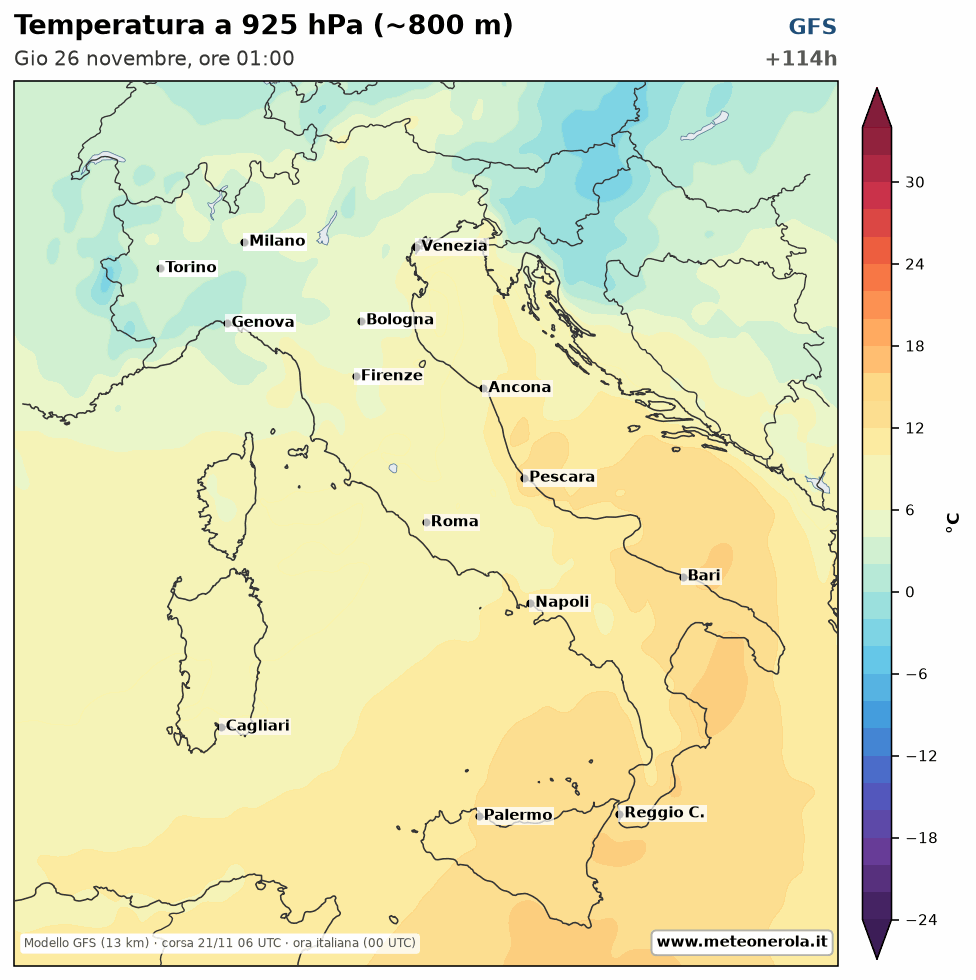 Temperatura a 925 hPa (~800 m)
GFS
Gio 26 novembre, ore 01:00
+114h
Milano
Venezia
Torino
Genova
Bologna
Firenze
Ancona
Pescara
Roma
Bari
Napoli
Cagliari
Palermo
Reggio C.
30
24
18
12
6
0
−6
−12
−18
−24
°C
Modello GFS (13 km) · corsa 21/11 06 UTC · ora italiana (00 UTC)
www.meteonerola.it